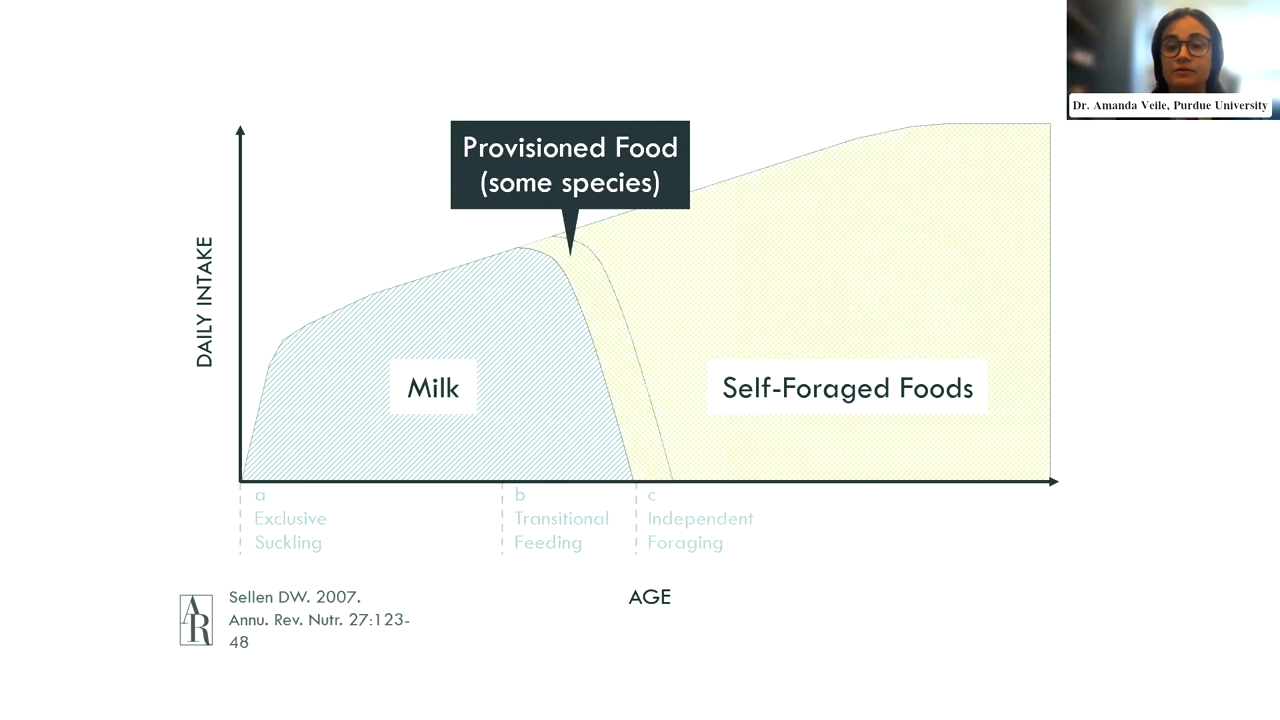 Dr. Amanda Veile, Purdue University
Provisioned Food
(some species)
DAILY INTAKE
Milk
Self-Foraged Foods
a
Exclusive
Suckling
b
Transitional
Feeding
c
Independent
Foraging
AGE
AR
Sellen DW. 2007.
Annu. Rev. Nutr. 27:123-
48